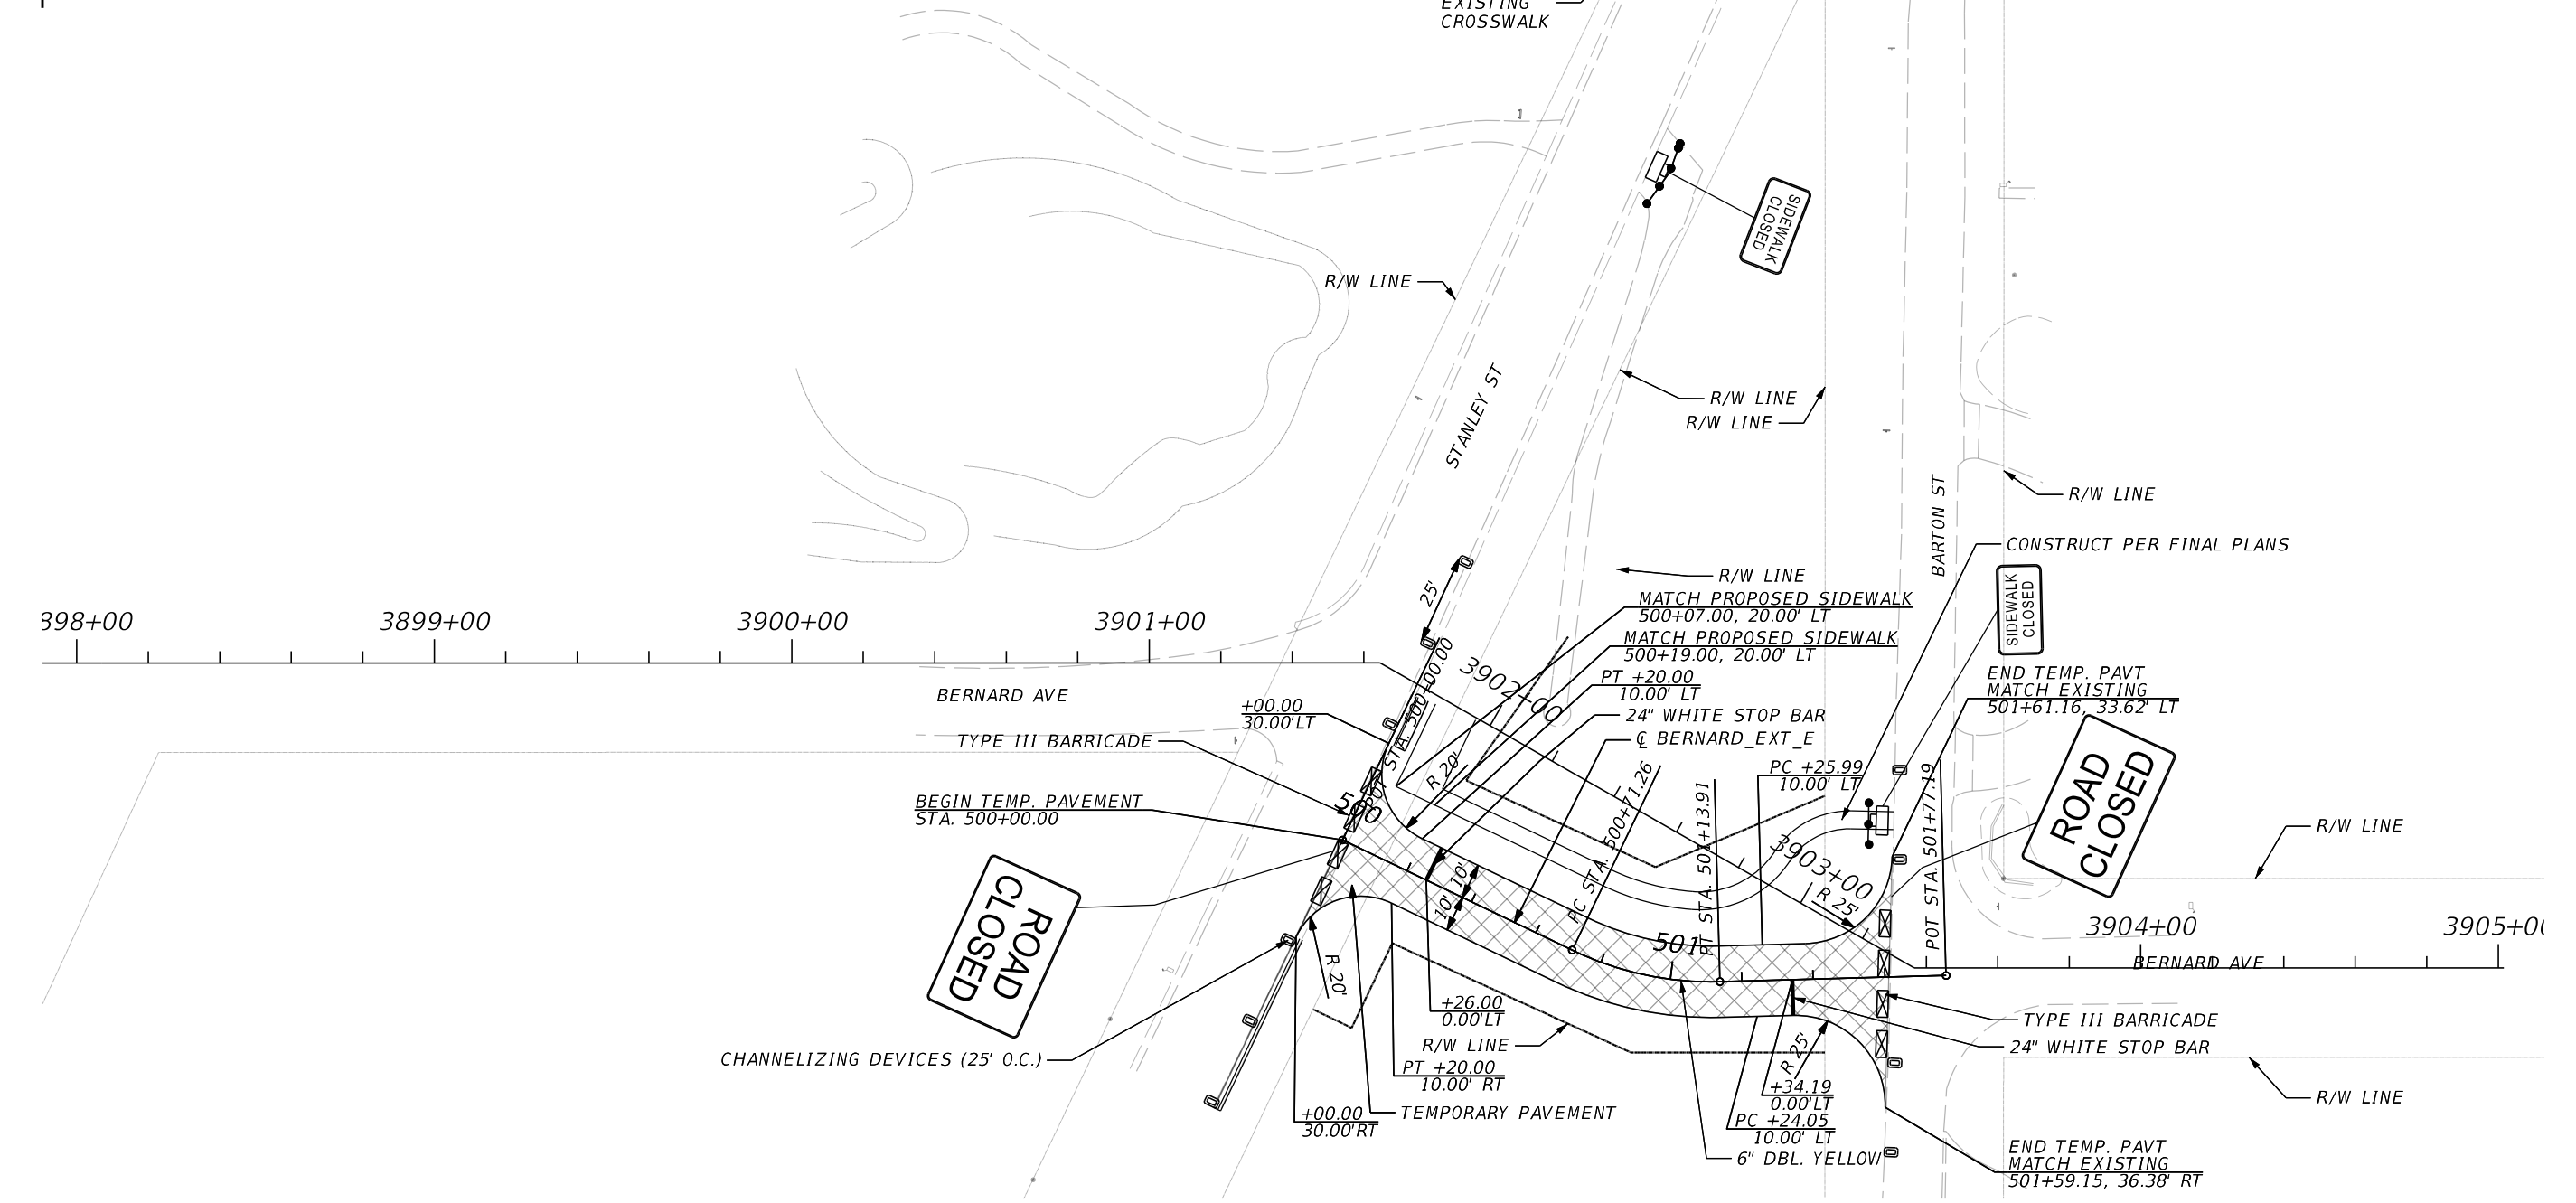 EXISTING
CROSSWALK
SIDEWALK
CLOSED
R/W LINE
STANLEY ST
R/W LINE
R/W LINE
R/W LINE
BARTON ST
CONSTRUCT PER FINAL PLANS
25'
R/W LINE
SIDEWALK
CLOSED
MATCH PROPOSED SIDEWALK
500+07.00, 20.00' LT
398+00
3899+00
3900+00
3901+00
MATCH PROPOSED SIDEWALK
500+19.00, 20.00' LT
3902+00
PT +20.00
10.00' LT
END TEMP. PAVT
MATCH EXISTING
501+61.16, 33.62' LT
BERNARD AVE
+00.00
30.00'LT
POT STA. 500+00.00
24" WHITE STOP BAR
TYPE III BARRICADE
℄ BERNARD_EXT_E
R 20'
PC +25.99
10.00' LT
BEGIN TEMP. PAVEMENT
STA. 500+00.00
500
PC STA. 500+71.26
PT STA. 501+13.91
POT STA. 501+77.19
ROAD
CLOSED
R/W LINE
3903+00
R 25'
10'
10'
ROAD
CLOSED
501
3904+00
3905+00
BERNARD AVE
R 20'
+26.00
0.00'LT
TYPE III BARRICADE
R/W LINE
24" WHITE STOP BAR
CHANNELIZING DEVICES (25' O.C.)
R 25'
PT +20.00
10.00' RT
+34.19
0.00'LT
R/W LINE
+00.00
30.00'RT
TEMPORARY PAVEMENT
PC +24.05
10.00' LT
6" DBL. YELLOW
END TEMP. PAVT
MATCH EXISTING
501+59.15, 36.38' RT